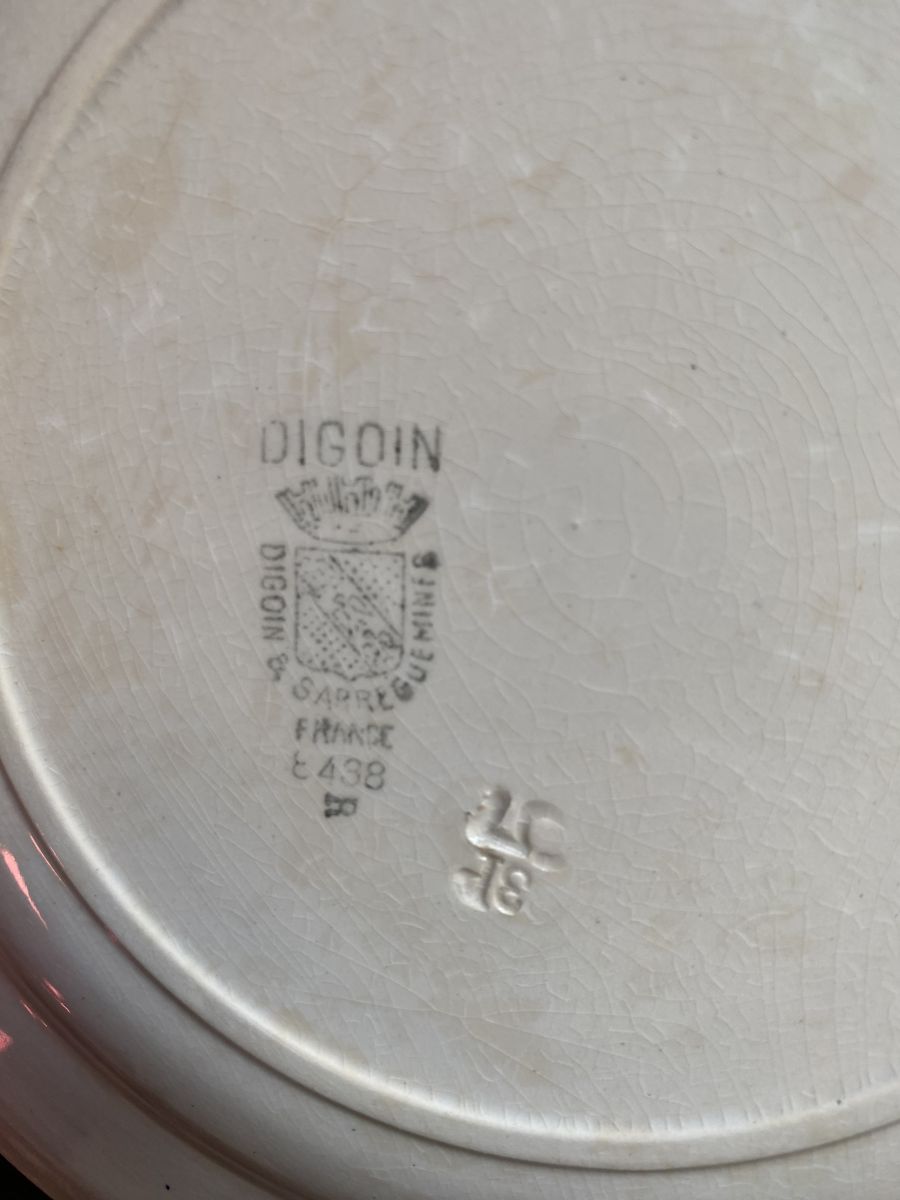 DIGOIN
DIGOIN & SARREGUEMINES
FRANCE
438